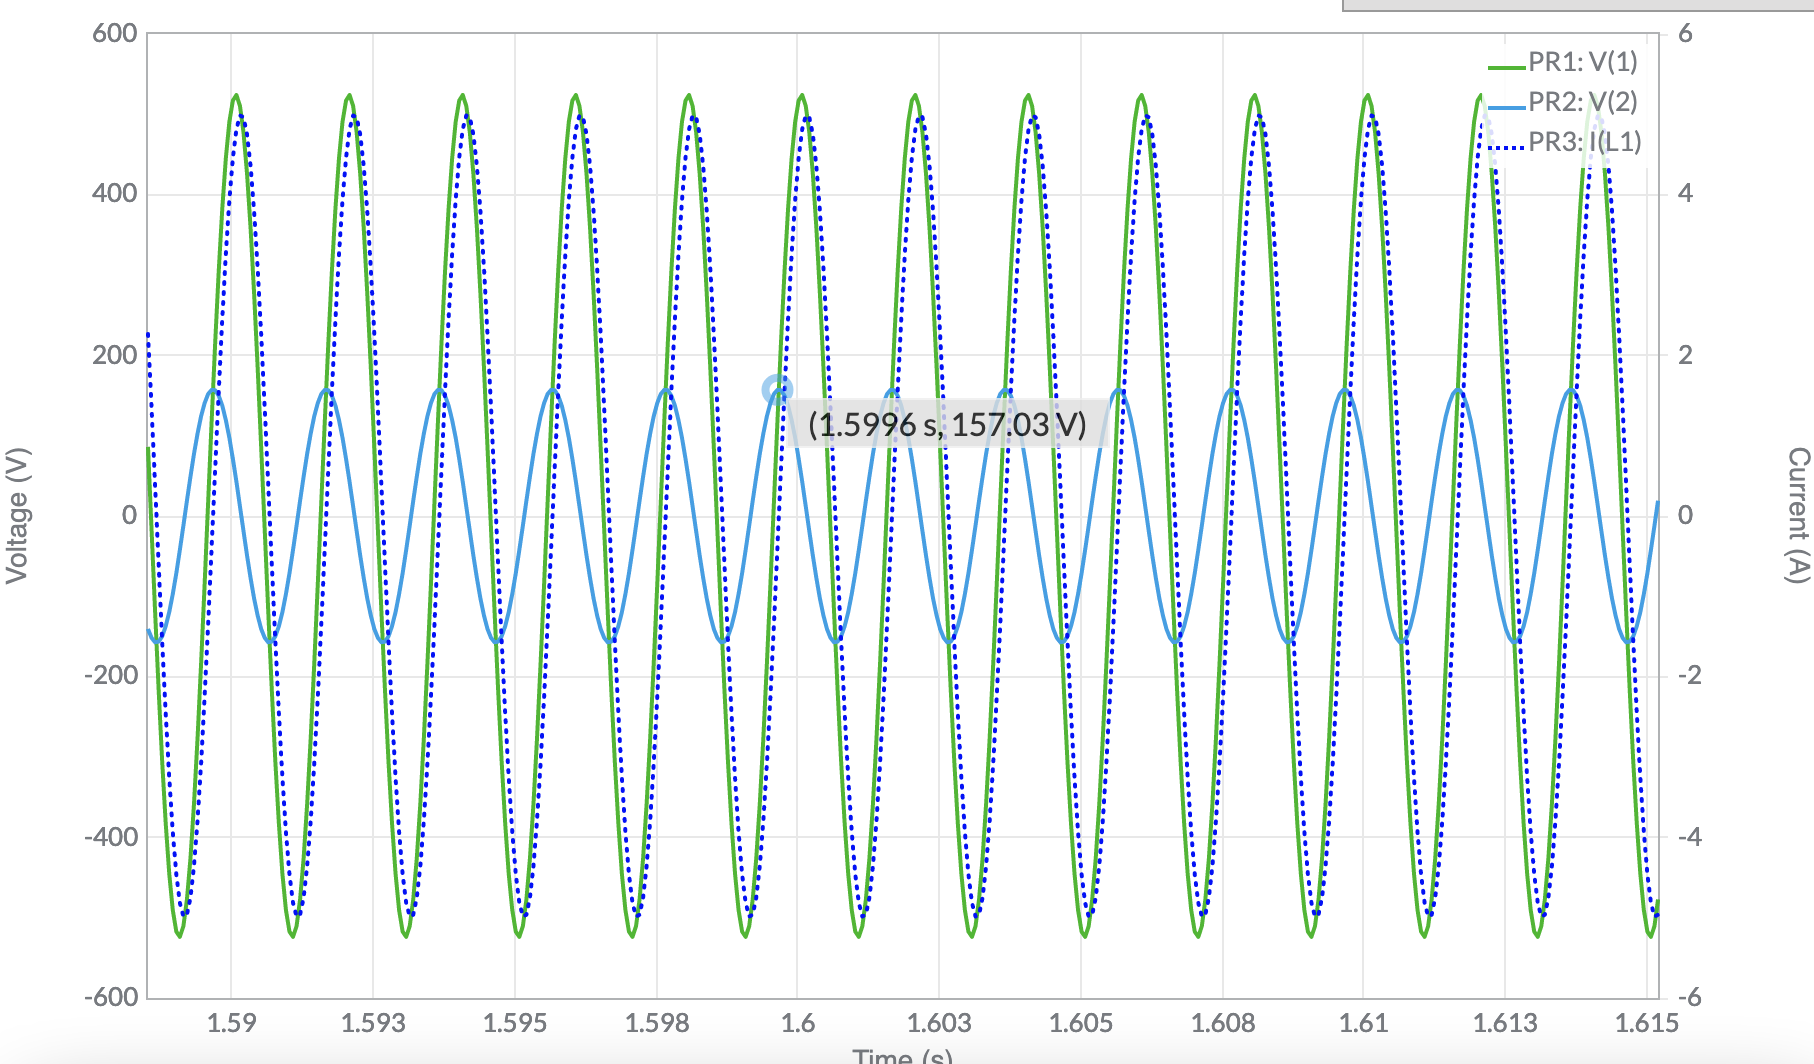 600
400
200
0
-200
-400
-600
Voltage (V)
6
4
2
0
-2
-4
-6
Current (A)
PR1: V(1)
PR2: V(2)
PR3: I(L1)
(1.5996 s, 157.03 V)
1.59 1.593 1.595 1.598 1.6 1.603 1.605 1.608 1.61 1.613 1.615
Time (s)